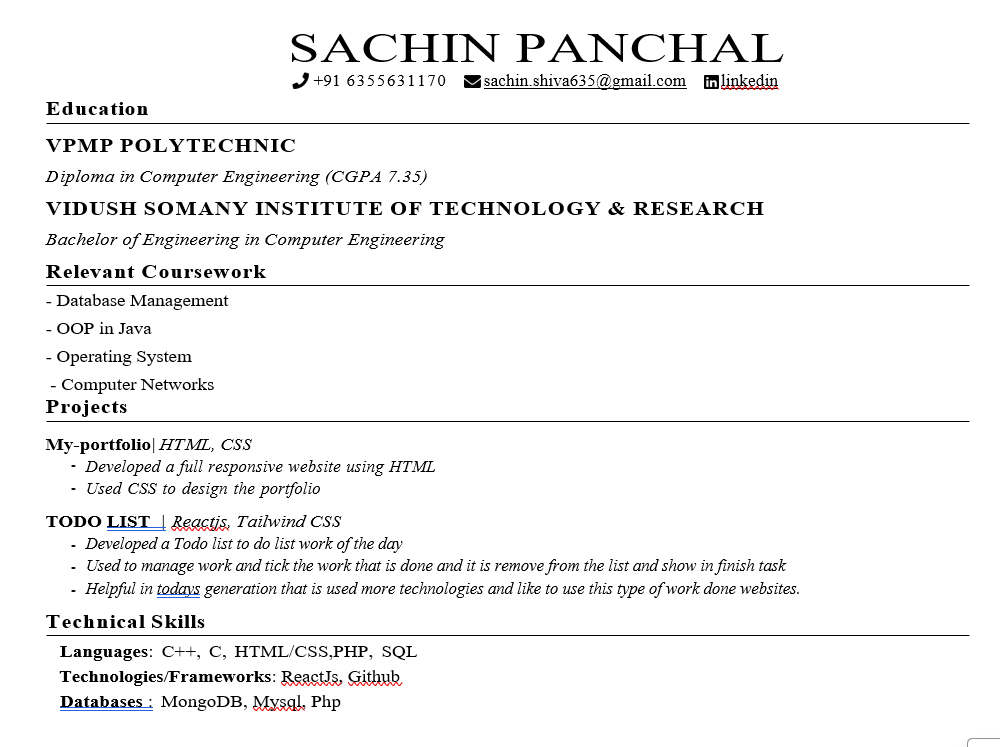 SACHIN PANCHAL
+91 6355631170 sachin.shiva635@gmail.com linkedin
Education
VPMP POLYTECHNIC
Diploma in Computer Engineering (CGPA 7.35)
VIDUSH SOMANY INSTITUTE OF TECHNOLOGY & RESEARCH
Bachelor of Engineering in Computer Engineering
Relevant Coursework
- Database Management
- OOP in Java
- Operating System
- Computer Networks
Projects
My-portfolio| HTML, CSS
- Developed a full responsive website using HTML
- Used CSS to design the portfolio
TODO LIST | Reactjs, Tailwind CSS
- Developed a Todo list to do list work of the day
- Used to manage work and tick the work that is done and it is remove from the list and show in finish task
- Helpful in todays generation that is used more technologies and like to use this type of work done websites.
Technical Skills
Languages: C++, C, HTML/CSS,PHP, SQL
Technologies/Frameworks: ReactJs, Github
Databases : MongoDB, Mysql, Php